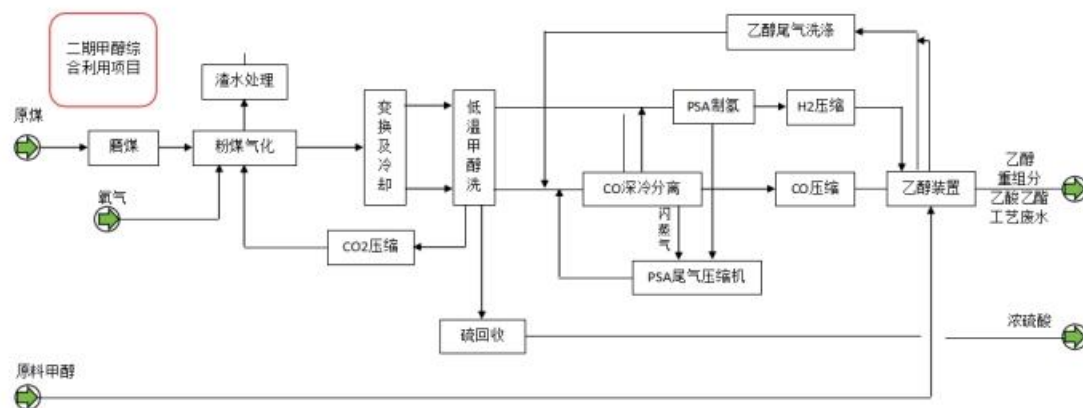 二期甲醇综
合利用项目
渣水处理
原煤
磨煤
粉煤气化
氧气
变换及冷却
低温甲醇洗
CO2压缩
硫回收
乙醇尾气洗涤
PSA制氢
H2压缩
CO深冷分离
CO压缩
闪蒸气
PSA尾气压缩机
乙醇装置
乙醇
重组分
乙酸乙酯
工艺废水
浓硫酸
原料甲醇